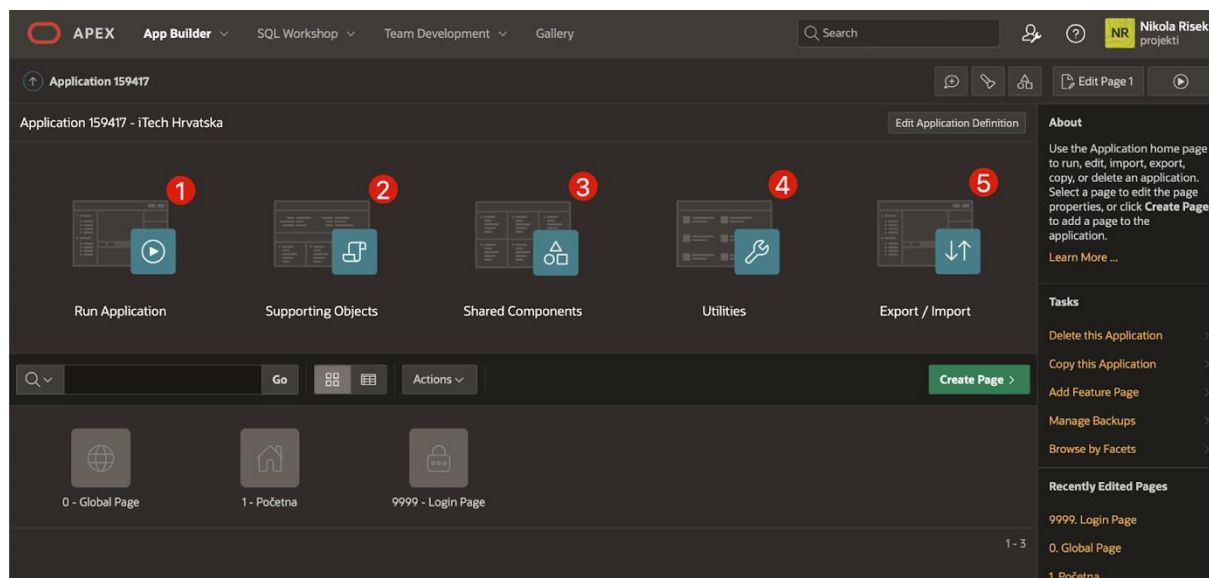 APEX App Builder SQL Workshop Team Development Gallery Search NR Nikola Risek
projekti
Application 159417 Edit Page 1
Application 159417 - iTech Hrvatska Edit Application Definition
1 2 3 4 5
Run Application Supporting Objects Shared Components Utilities Export / Import
Go Actions Create Page >
0 - Global Page 1 - Početna 9999 - Login Page
1 - 3
About
Use the Application home page
to run, edit, import, export,
copy, or delete an application.
Select a page to edit the page
properties, or click Create Page
to add a page to the
application.
Learn More ...
Tasks
Delete this Application
Copy this Application
Add Feature Page
Manage Backups
Browse by Facets
Recently Edited Pages
9999. Login Page
0. Global Page
1. Početna